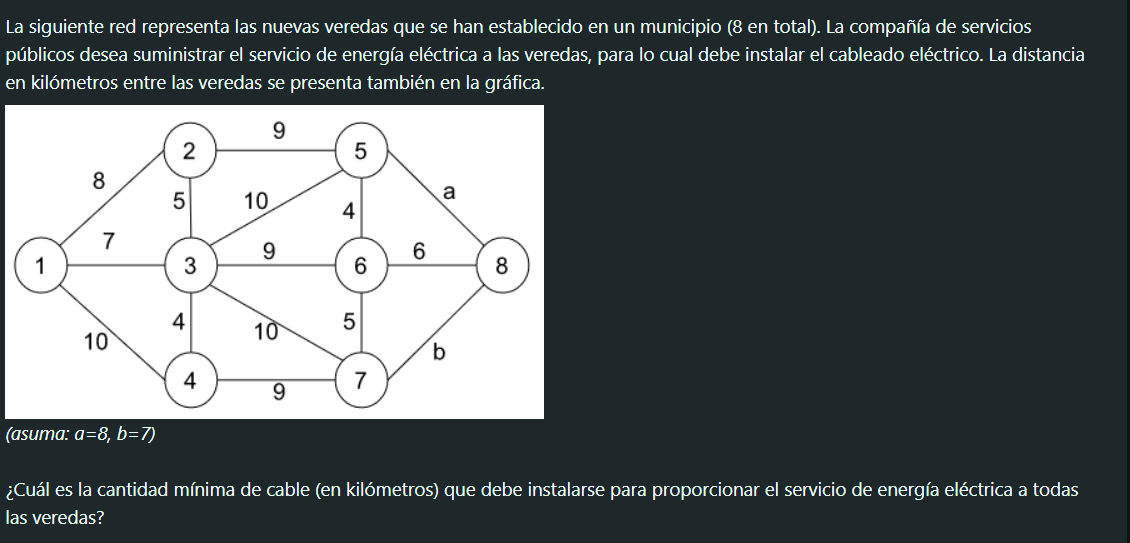 La siguiente red representa las nuevas veredas que se han establecido en un municipio (8 en total). La compañía de servicios
públicos desea suministrar el servicio de energía eléctrica a las veredas, para lo cual debe instalar el cableado eléctrico. La distancia
en kilómetros entre las veredas se presenta también en la gráfica.
9
2
5
8
a
5
10
4
7
9
6
1
3
6
8
4
10
5
10
b
4
7
9
(asuma: a=8, b=7)
¿Cuál es la cantidad mínima de cable (en kilómetros) que debe instalarse para proporcionar el servicio de energía eléctrica a todas
las veredas?